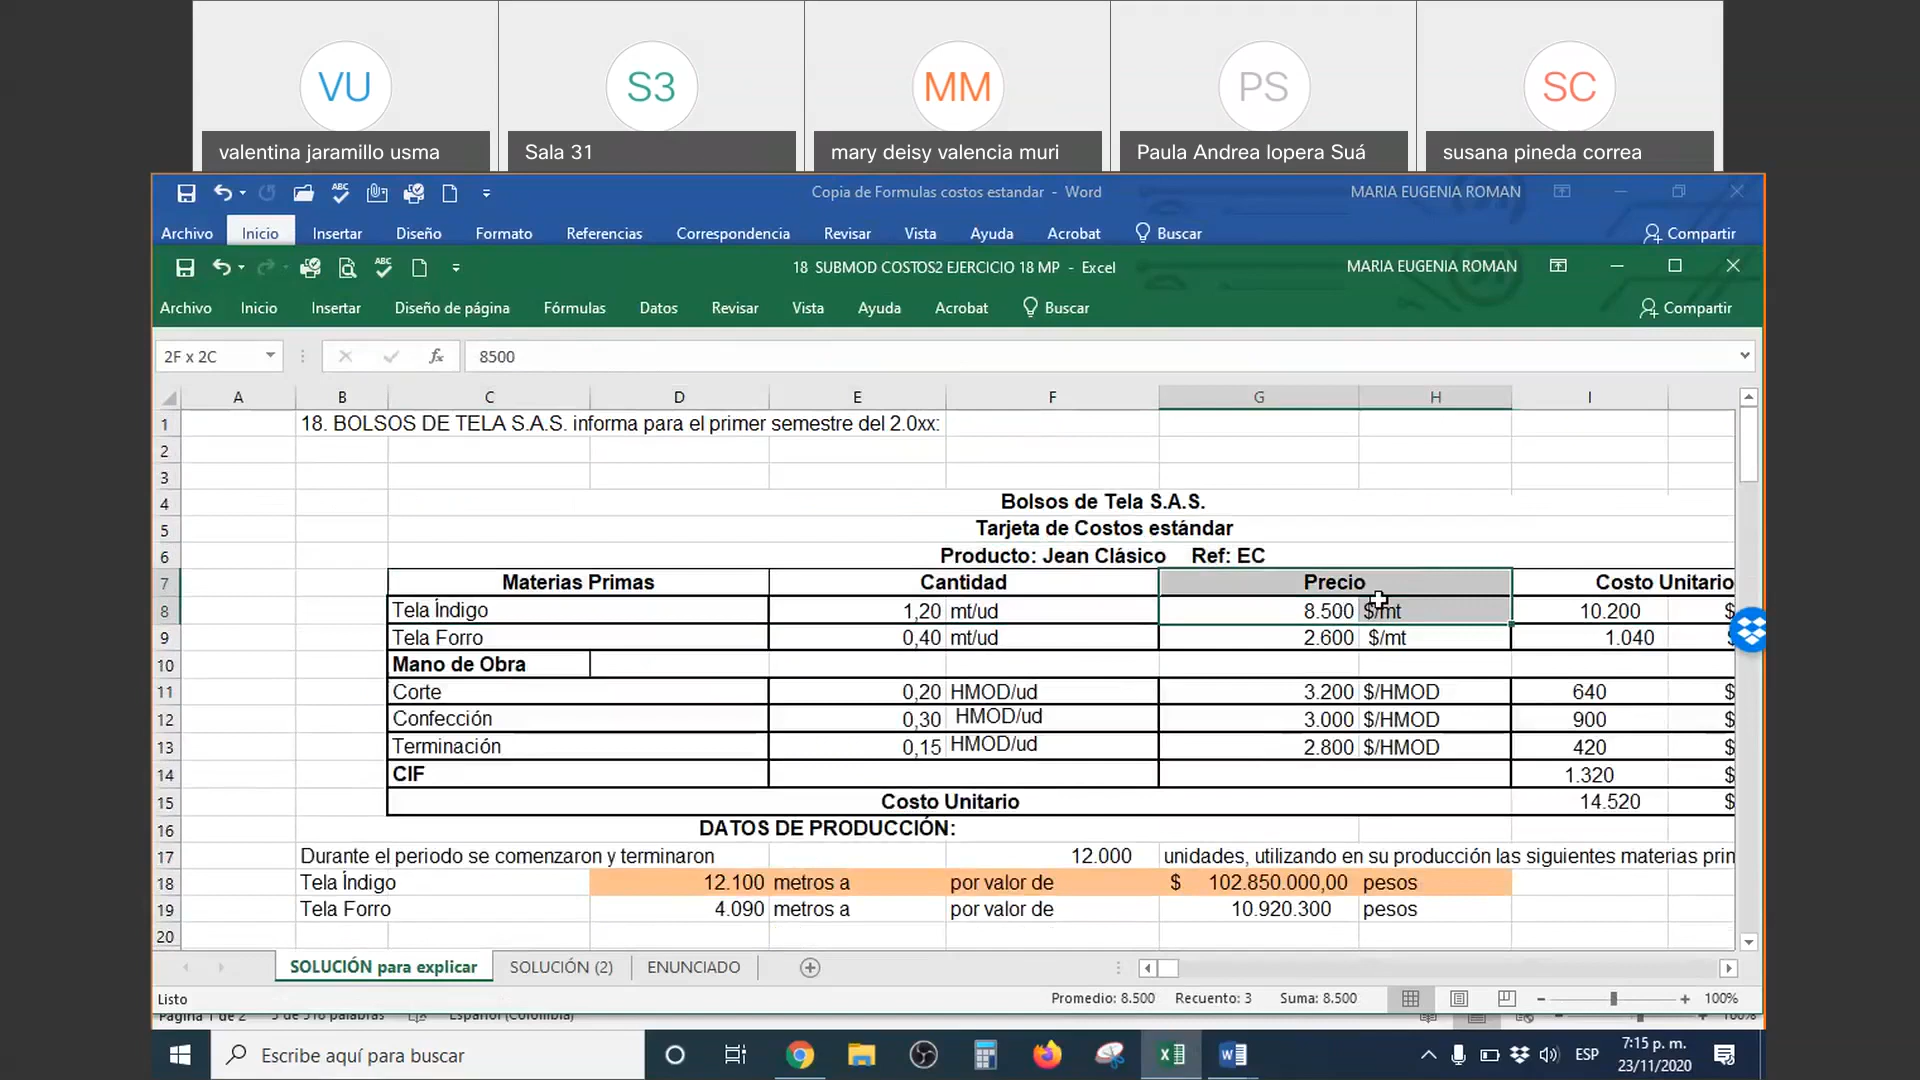 VU
S3
MM
PS
SC
valentina jaramillo usma
Sala 31
mary deisy valencia muri
Paula Andrea lopera Suá
susana pineda correa
Copia de Formulas costos estandar - Word
MARIA EUGENIA ROMAN
Archivo Inicio Insertar Diseño Formato Referencias Correspondencia Revisar Vista Ayuda Acrobat Buscar Compartir
18 SUBMOD COSTOS2 EJERCICIO 18 MP - Excel
MARIA EUGENIA ROMAN
Archivo Inicio Insertar Diseño de página Fórmulas Datos Revisar Vista Ayuda Acrobat Buscar Compartir
2F x 2C fx 8500
A B C D E F G H I
1 18. BOLSOS DE TELA S.A.S. informa para el primer semestre del 2.0xx:
2
3
4 Bolsos de Tela S.A.S.
5 Tarjeta de Costos estándar
6 Producto: Jean Clásico Ref: EC
7 Materias Primas Cantidad Precio Costo Unitario
8 Tela Índigo 1,20 mt/ud 8.500 $/mt 10.200 $
9 Tela Forro 0,40 mt/ud 2.600 $/mt 1.040
10 Mano de Obra
11 Corte 0,20 HMOD/ud 3.200 $/HMOD 640 $
12 Confección 0,30 HMOD/ud 3.000 $/HMOD 900 $
13 Terminación 0,15 HMOD/ud 2.800 $/HMOD 420 $
14 CIF 1.320 $
15 Costo Unitario 14.520 $
16 DATOS DE PRODUCCIÓN:
17 Durante el periodo se comenzaron y terminaron 12.000 unidades, utilizando en su producción las siguientes materias prin
18 Tela Índigo 12.100 metros a por valor de $ 102.850.000,00 pesos
19 Tela Forro 4.090 metros a por valor de 10.920.300 pesos
20
SOLUCIÓN para explicar SOLUCIÓN (2) ENUNCIADO
Listo Promedio: 8.500 Recuento: 3 Suma: 8.500 100%
Página 1 de 2 Español (Colombia) 100%
Escribe aquí para buscar
ESP
7:15 p. m.
23/11/2020